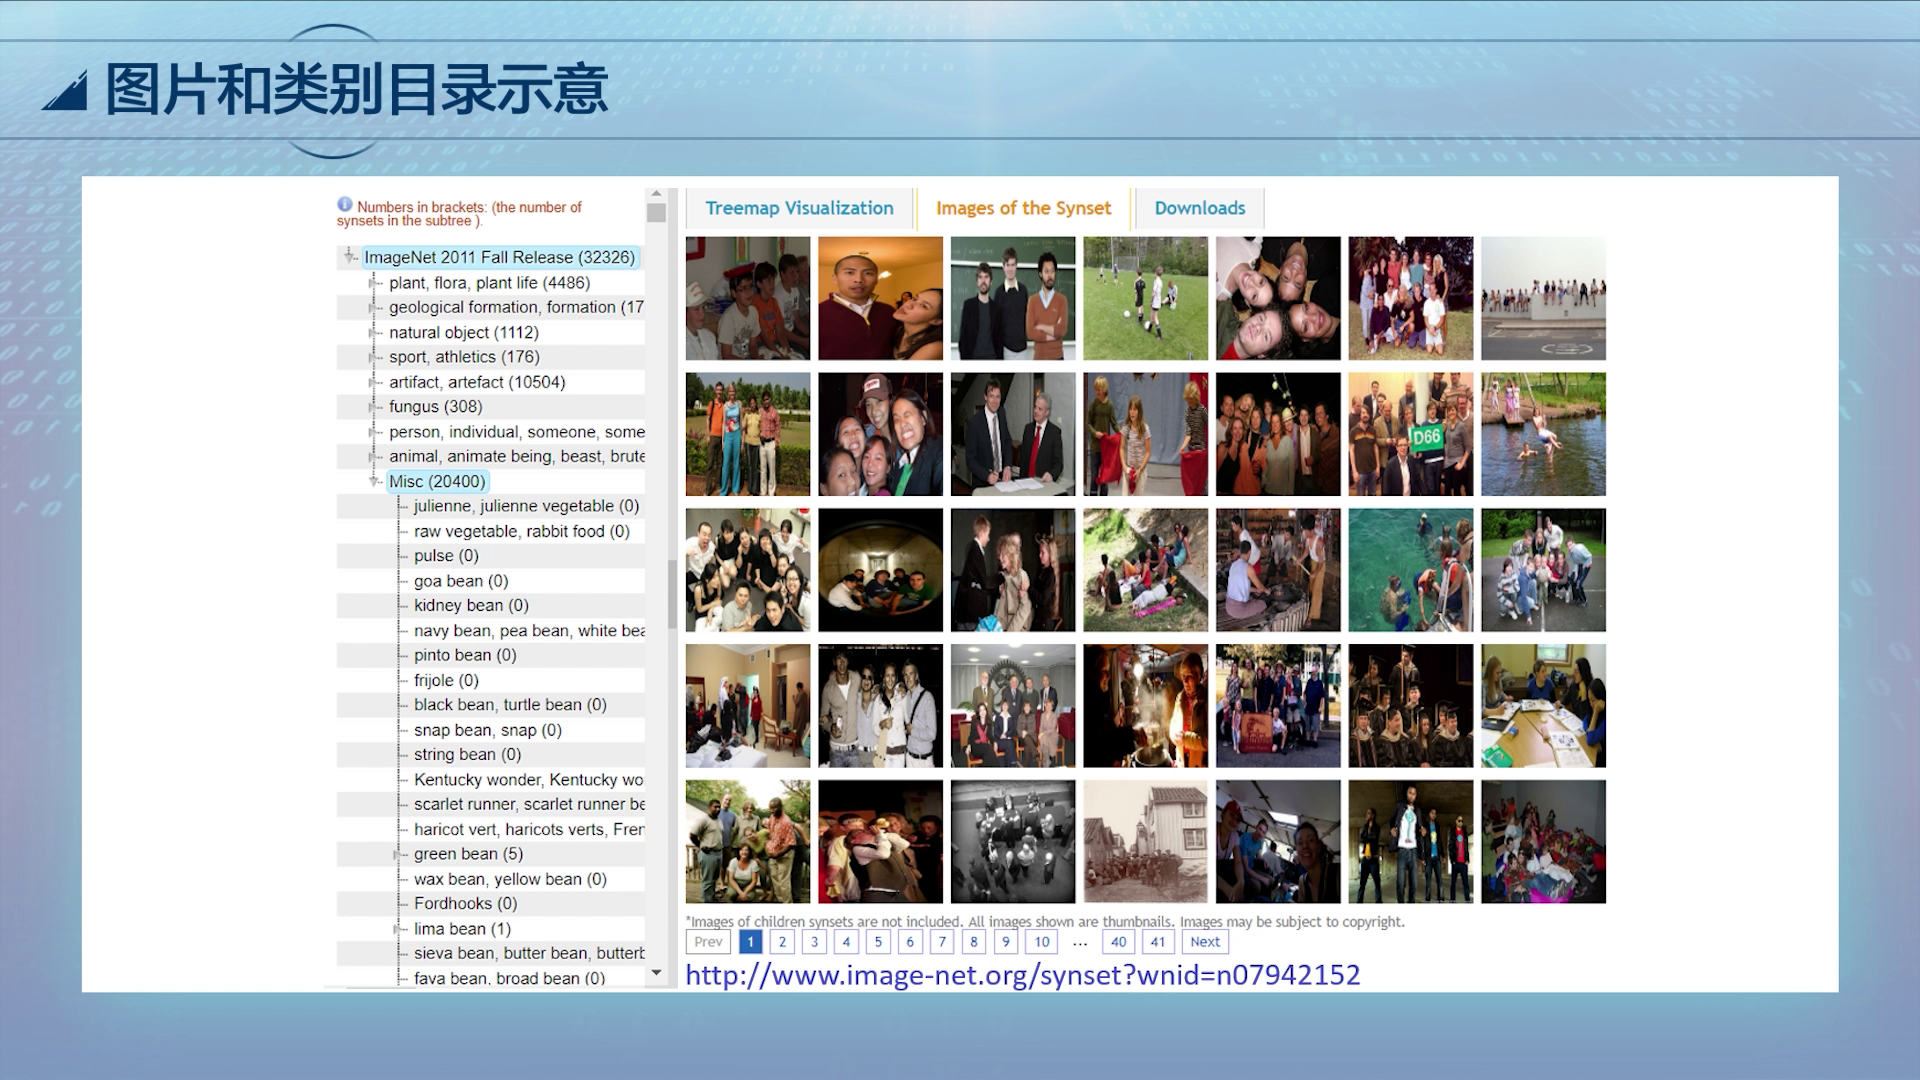 图片和类别目录示意
Numbers in brackets: (the number of
synsets in the subtree ).
ImageNet 2011 Fall Release (32326)
plant, flora, plant life (4486)
geological formation, formation (17
natural object (1112)
sport, athletics (176)
artifact, artefact (10504)
fungus (308)
person, individual, someone, some
animal, animate being, beast, brute
Misc (20400)
julienne, julienne vegetable (0)
raw vegetable, rabbit food (0)
pulse (0)
goa bean (0)
kidney bean (0)
navy bean, pea bean, white bea
pinto bean (0)
frijole (0)
black bean, turtle bean (0)
snap bean, snap (0)
string bean (0)
Kentucky wonder, Kentucky wo
scarlet runner, scarlet runner be
haricot vert, haricots verts, Fren
green bean (5)
wax bean, yellow bean (0)
Fordhooks (0)
lima bean (1)
sieva bean, butter bean, butterb
fava bean, broad bean (0)
Treemap Visualization Images of the Synset Downloads
D66
*Images of children synsets are not included. All images shown are thumbnails. Images may be subject to copyright.
Prev 1 2 3 4 5 6 7 8 9 10 ... 40 41 Next
http://www.image-net.org/synset?wnid=n07942152